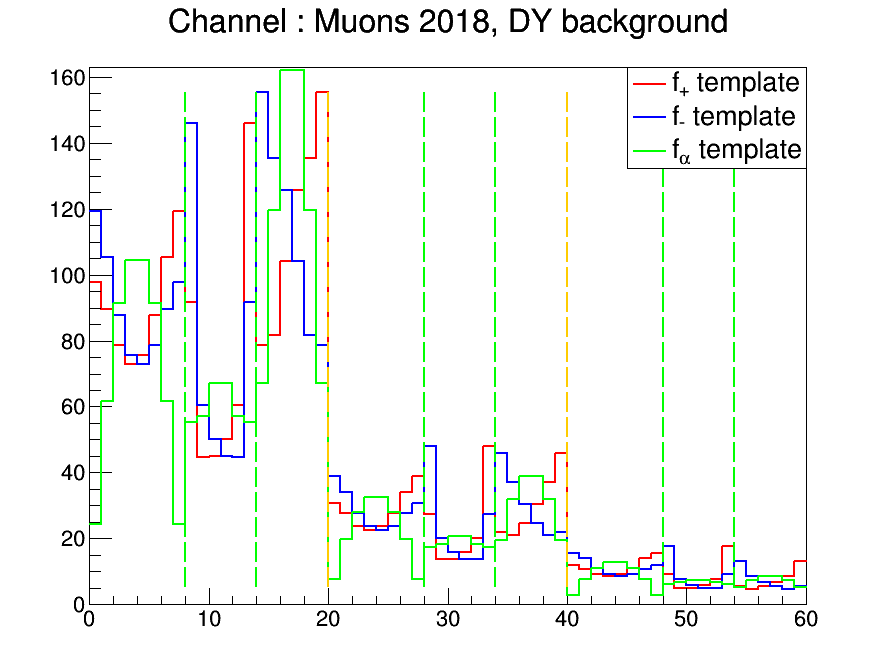 Channel : Muons 2018, DY background
f+ template
f- template
fα template
160
140
120
100
80
60
40
20
0
0 10 20 30 40 50 60